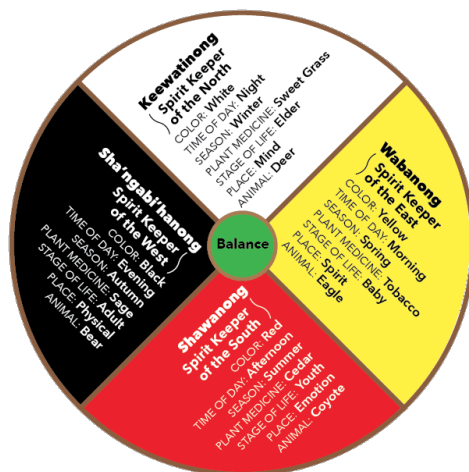 Keewatinong
Spirit Keeper
of the North
COLOR: White
TIME OF DAY: Night
SEASON: Winter
PLANT MEDICINE: Sweet Grass
STAGE OF LIFE: Elder
PLACE: Mind
ANIMAL: Deer
Wabanong
Spirit Keeper
of the East
COLOR: Yellow
TIME OF DAY: Morning
SEASON: Spring
PLANT MEDICINE: Tobacco
STAGE OF LIFE: Baby
PLACE: Spirit
ANIMAL: Eagle
Shawanong
Spirit Keeper
of the South
COLOR: Red
TIME OF DAY: Afternoon
SEASON: Summer
PLANT MEDICINE: Cedar
STAGE OF LIFE: Youth
PLACE: Emotion
ANIMAL: Coyote
Sha'ngabi'hanong
Spirit Keeper
of the West
COLOR: Black
TIME OF DAY: Evening
SEASON: Autumn
PLANT MEDICINE: Sage
STAGE OF LIFE: Adult
PLACE: Physical
ANIMAL: Bear
Balance